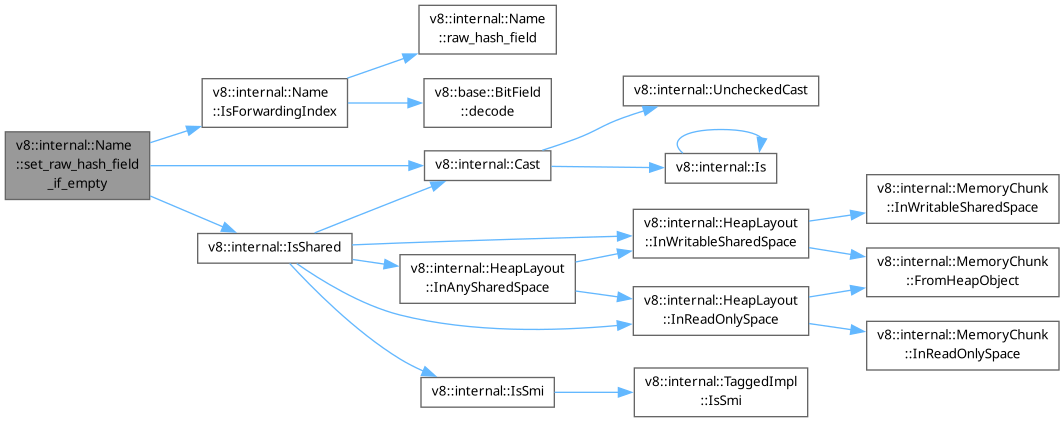 v8::internal::Name
::set_raw_hash_field
_if_empty
v8::internal::Name
::IsForwardingIndex
v8::internal::Name
::raw_hash_field
v8::base::BitField
::decode
v8::internal::Cast
v8::internal::UncheckedCast
v8::internal::Is
v8::internal::IsShared
v8::internal::HeapLayout
::InAnySharedSpace
v8::internal::HeapLayout
::InWritableSharedSpace
v8::internal::HeapLayout
::InReadOnlySpace
v8::internal::MemoryChunk
::InWritableSharedSpace
v8::internal::MemoryChunk
::FromHeapObject
v8::internal::MemoryChunk
::InReadOnlySpace
v8::internal::IsSmi
v8::internal::TaggedImpl
::IsSmi